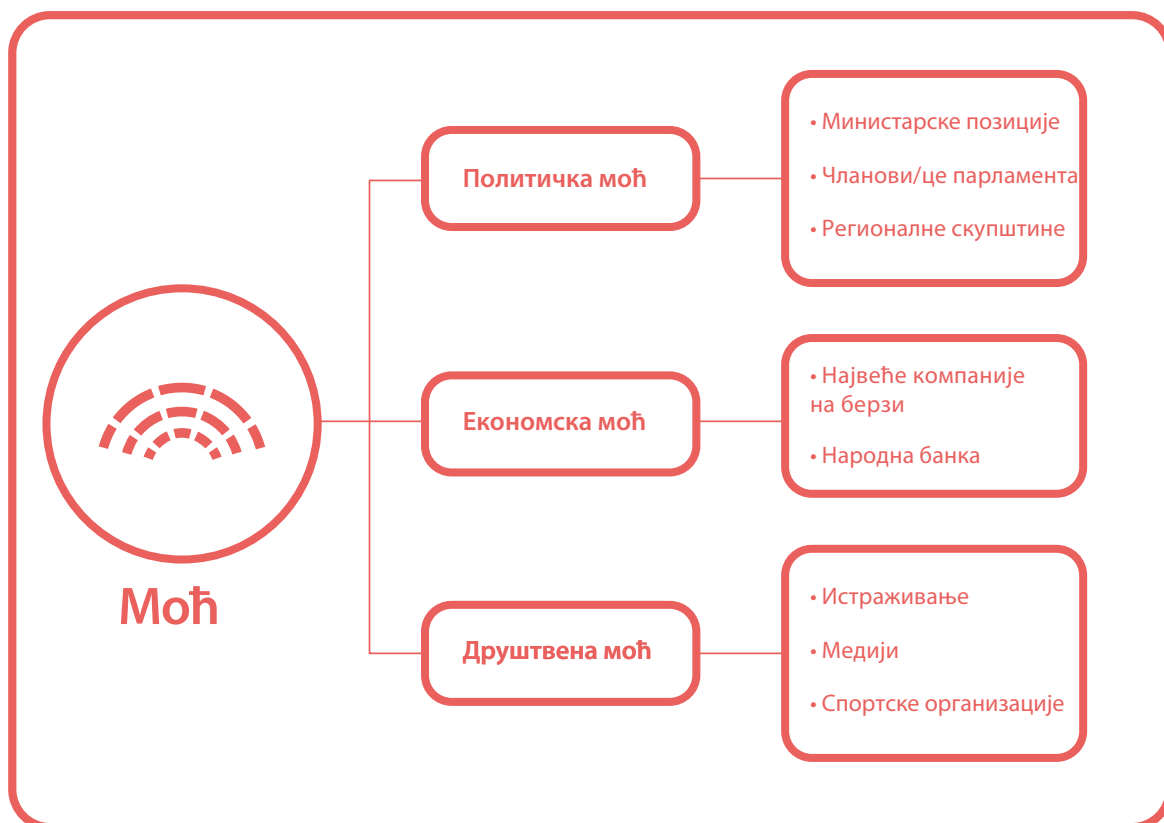 Моћ
Политичка моћ
• Министарске позиције
• Чланови/це парламента
• Регионалне скупштине
Економска моћ
• Највеће компаније
на берзи
• Народна банка
Друштвена моћ
• Истраживање
• Медији
• Спортске организације